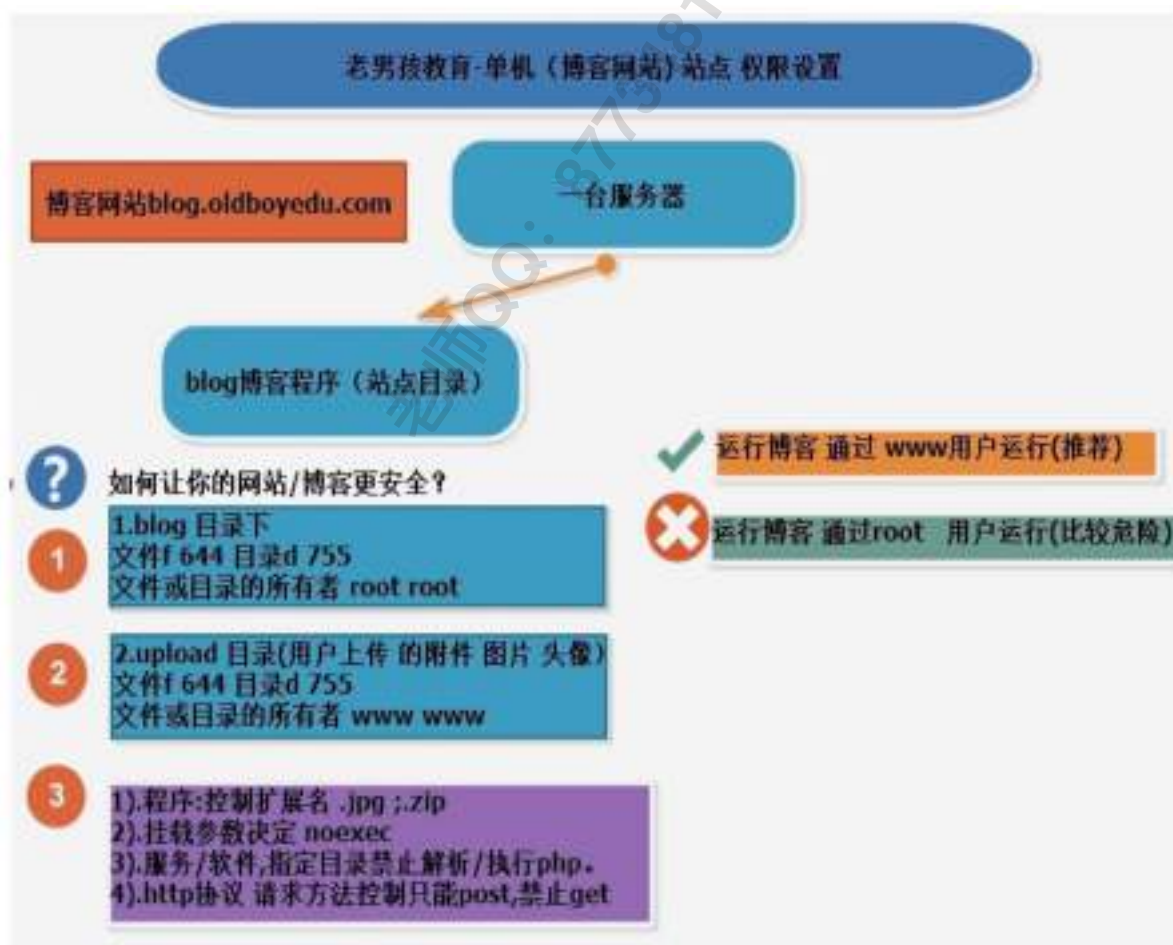 老男孩教育-单机（博客网站) 站点 权限设置
博客网站blog.oldboyedu.com
一台服务器
blog博客程序（站点目录）
运行博客 通过 www用户运行(推荐)
运行博客 通过root 用户运行(比较危险)
?
如何让你的网站/博客更安全?
1
1.blog 目录下
文件f 644 目录d 755
文件或目录的所有者 root root
2
2.upload 目录(用户上传 的附件 图片 头像)
文件f 644 目录d 755
文件或目录的所有者 www www
3
1).程序:控制扩展名 .jpg ;.zip
2).挂载参数决定 noexec
3).服务/软件,指定目录禁止解析/执行php。
4).http协议 请求方法控制只能post,禁止get
老师QQ：877348